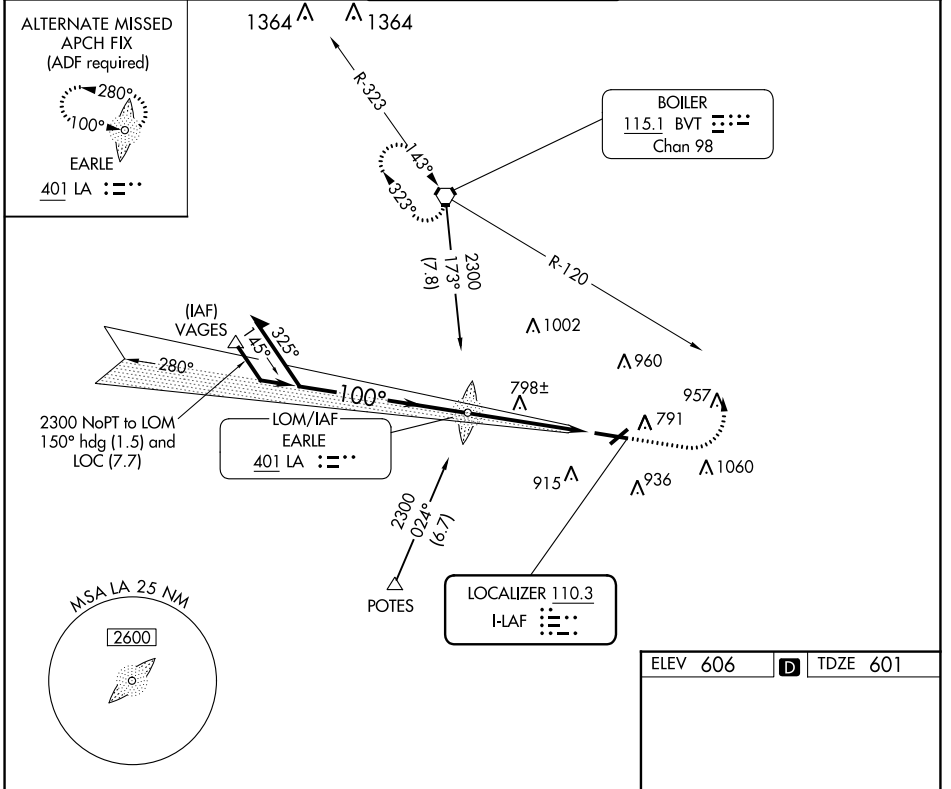 ALTERNATE MISSED
APCH FIX
(ADF required)
280°
100°
EARLE
401 LA
1364
1364
R-323
143°
323°
BOILER
115.1 BVT
Chan 98
2300
173°
(7.8)
R-120
(IAF)
VAGES
145°
325°
280°
100°
2300 NoPT to LOM
150° hdg (1.5) and
LOC (7.7)
LOM/IAF
EARLE
401 LA
1002
960
798±
957
791
915
936
1060
2300
024°
(6.7)
POTES
LOCALIZER 110.3
I-LAF
MSA LA 25 NM
2600
ELEV 606 D TDZE 601